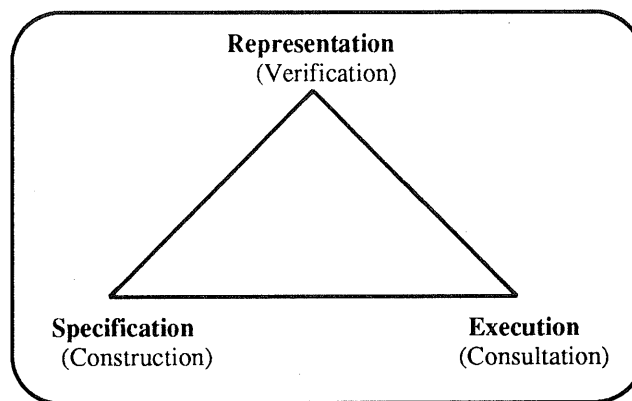 Representation
(Verification)
Specification
(Construction)
Execution
(Consultation)